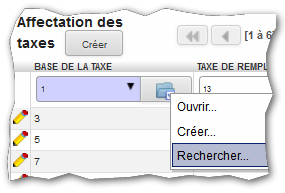 Affectation des
taxes Créer [1 à 6
BASE DE LA TAXE TAXE DE REMPL
1 13
Ouvrir...
3
Créer...
5
Rechercher...
7